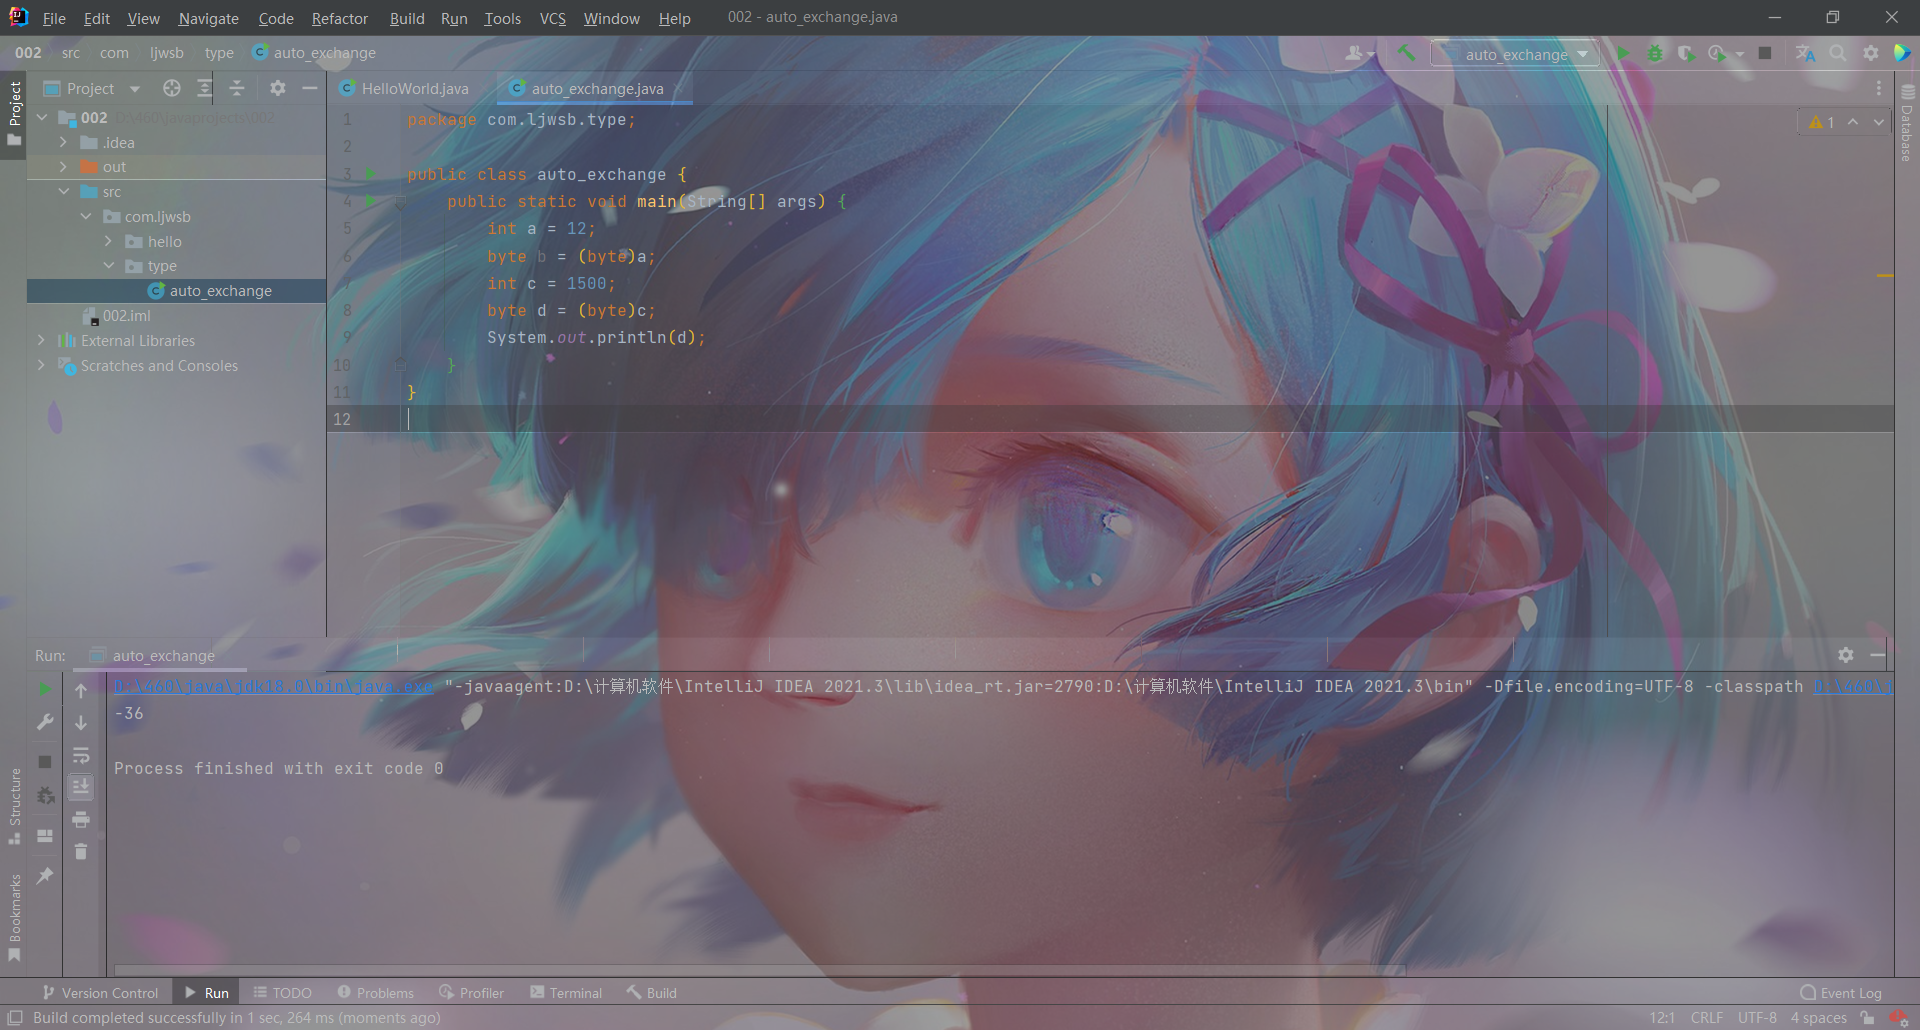 File Edit View Navigate Code Refactor Build Run Tools VCS Window Help 002 - auto_exchange.java
002 src com ljwsb type auto_exchange
auto_exchange
Project
Project
HelloWorld.java
auto_exchange.java
Database
002 D:\460\javaprojects\002
.idea
out
src
com.ljwsb
hello
type
auto_exchange
002.iml
External Libraries
Scratches and Consoles
1 package com.ljwsb.type;
2
3 public class auto_exchange {
4 public static void main(String[] args) {
5 int a = 12;
6 byte b = (byte)a;
7 int c = 1500;
8 byte d = (byte)c;
9 System.out.println(d);
10 }
11 }
12
1
Run: auto_exchange
D:\460\java\jdk18.0\bin\java.exe "-javaagent:D:\计算机软件\IntelliJ IDEA 2021.3\lib\idea_rt.jar=2790:D:\计算机软件\IntelliJ IDEA 2021.3\bin" -Dfile.encoding=UTF-8 -classpath D:\460\j
-36
Process finished with exit code 0
Structure
Bookmarks
Version Control Run TODO Problems Profiler Terminal Build Event Log
Build completed successfully in 1 sec, 264 ms (moments ago) 12:1 CRLF UTF-8 4 spaces